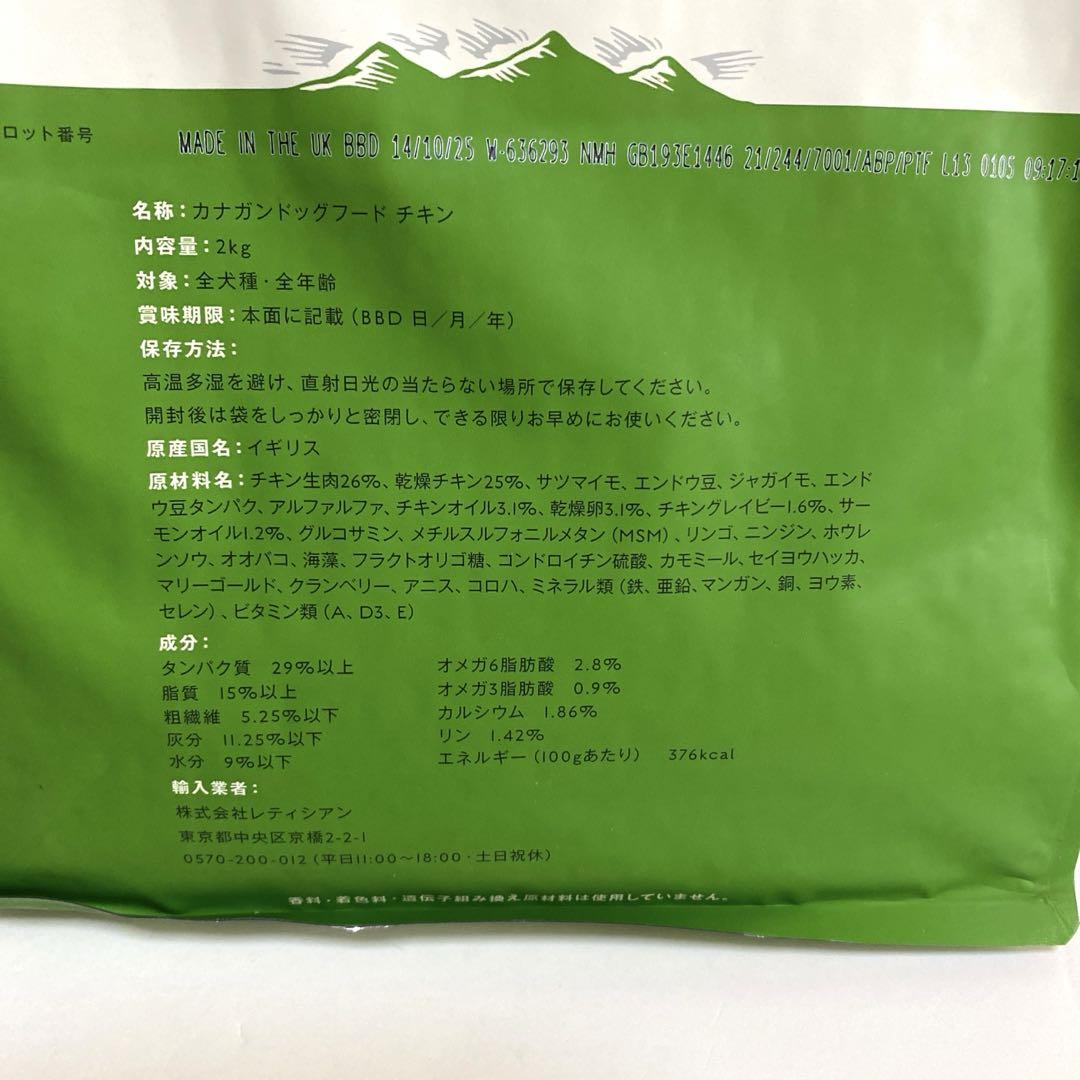 ロット番号
MADE IN THE UK BBD 14/10/25 W-636293 NMH GB193E1446 21/244/7001/ABP/PTF L13 0105 09:17:1
名称：カナガンドッグフード チキン
内容量：2kg
対象：全犬種・全年齢
賞味期限：本面に記載（BBD 日／月／年）
保存方法：
高温多湿を避け、直射日光の当たらない場所で保存してください。
開封後は袋をしっかりと密閉し、できる限りお早めにお使いください。
原産国名：イギリス
原材料名：チキン生肉26%、乾燥チキン25%、サツマイモ、エンドウ豆、ジャガイモ、エンド
ウ豆タンパク、アルファルファ、チキンオイル3.1%、乾燥卵3.1%、チキングレイビー1.6%、サー
モンオイル1.2%、グルコサミン、メチルスルフォニルメタン（MSM）、リンゴ、ニンジン、ホウレ
ンソウ、オオバコ、海藻、フラクトオリゴ糖、コンドロイチン硫酸、カモミール、セイヨウハッカ、
マリーゴールド、クランベリー、アニス、コロハ、ミネラル類（鉄、亜鉛、マンガン、銅、ヨウ素、
セレン）、ビタミン類（A、D3、E）
成分：
タンパク質 29%以上
脂質 15%以上
粗繊維 5.25%以下
灰分 11.25%以下
水分 9%以下
オメガ6脂肪酸 2.8%
オメガ3脂肪酸 0.9%
カルシウム 1.86%
リン 1.42%
エネルギー（100gあたり） 376kcal
輸入業者：
株式会社レティシアン
東京都中央区京橋2-2-1
0570-200-012（平日11:00～18:00・土日祝休）
香料・着色料・遺伝子組み換え原材料は使用していません。